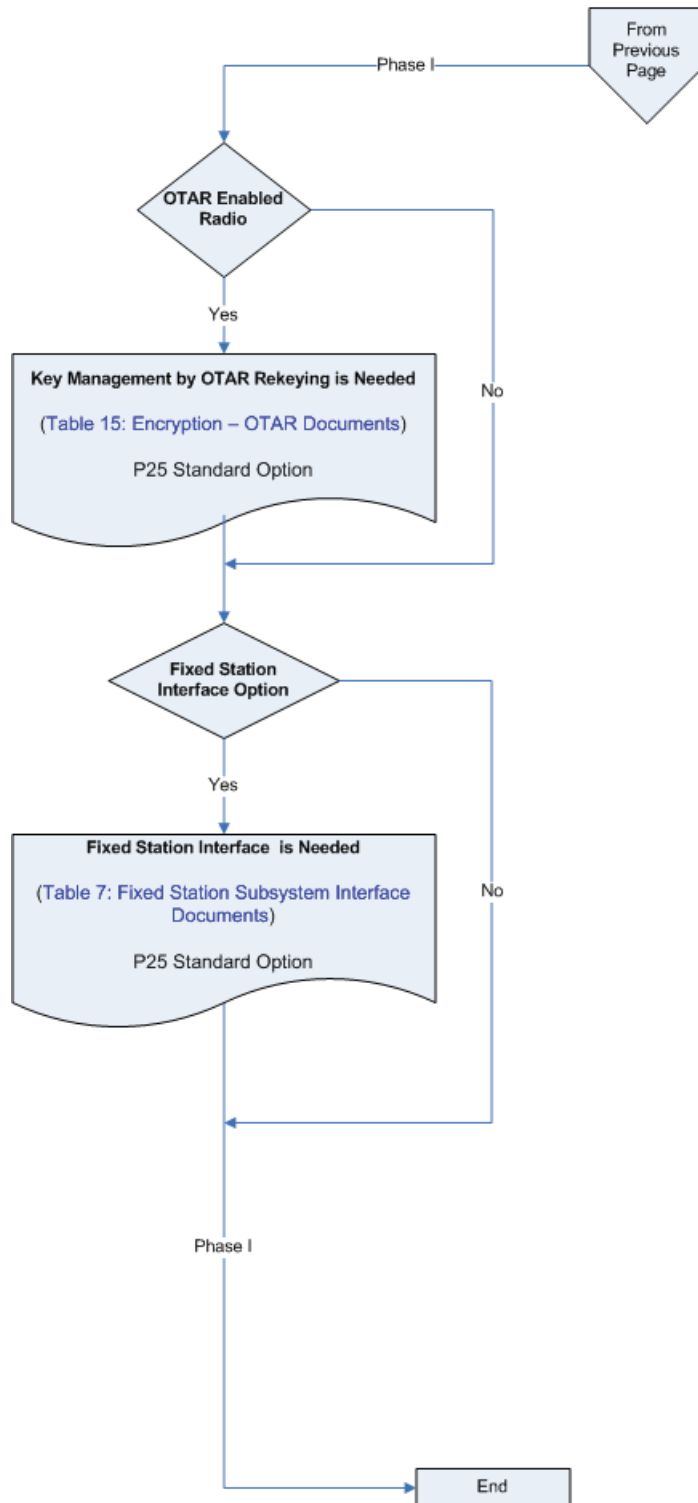 From
Previous
Page
Phase I
OTAR Enabled
Radio
Yes
Key Management by OTAR Rekeying is Needed
(Table 15: Encryption – OTAR Documents)
No
P25 Standard Option
Fixed Station
Interface Option
Yes
Fixed Station Interface is Needed
(Table 7: Fixed Station Subsystem Interface
Documents)
No
P25 Standard Option
Phase I
End